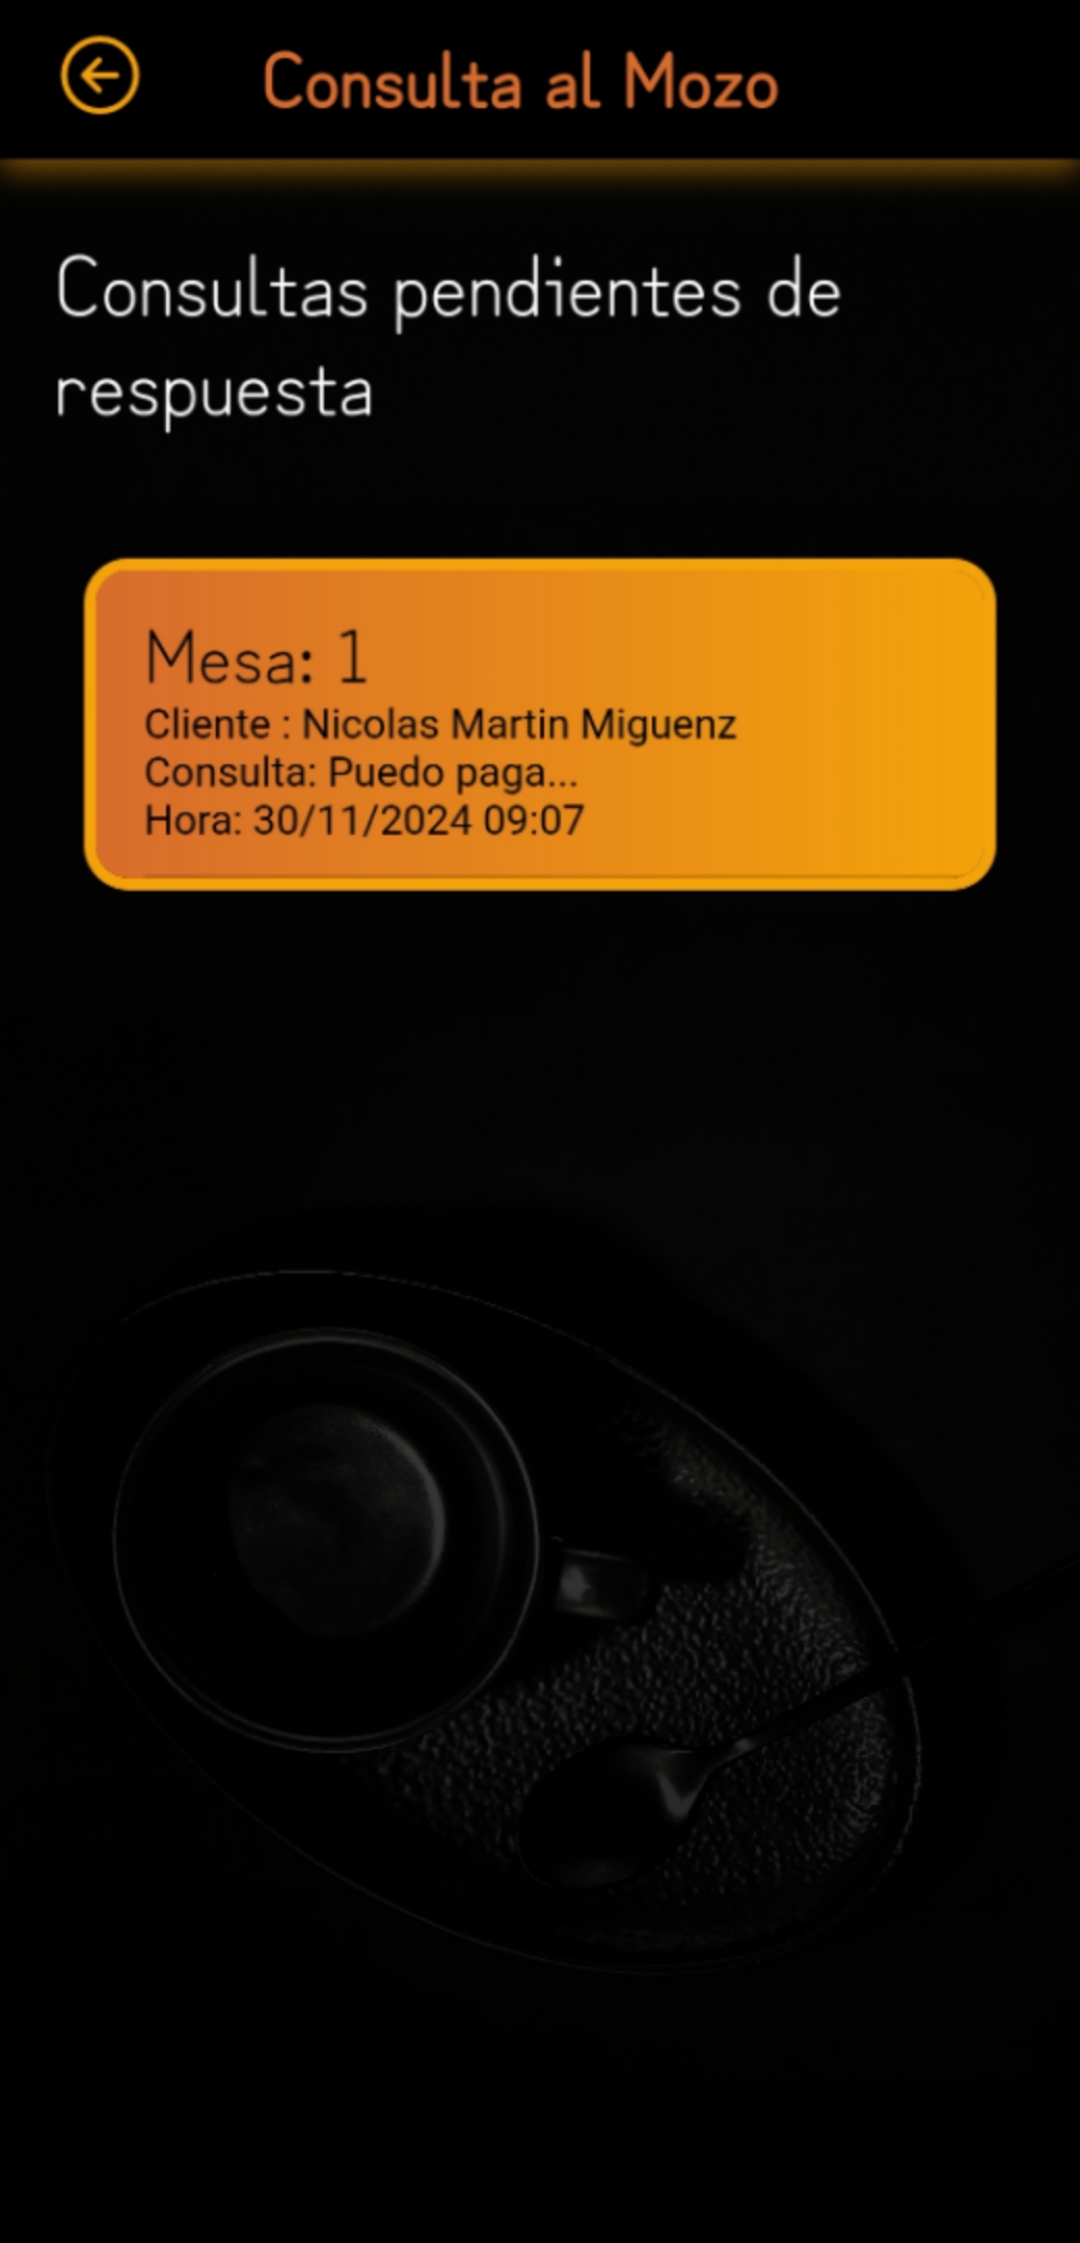 Consulta al Mozo
Consultas pendientes de
respuesta
Mesa: 1
Cliente : Nicolas Martin Miguenz
Consulta: Puedo paga...
Hora: 30/11/2024 09:07